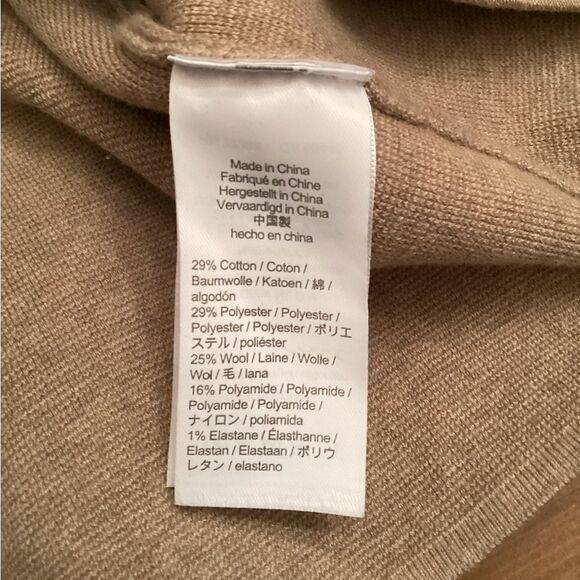 Made in China
Fabriqué en Chine
Hergestellt in China
Vervaardigd in China
中国製
hecho en china
29% Cotton / Coton /
Baumwolle / Katoen / 綿 /
algodón
29% Polyester / Polyester /
Polyester / Polyester / ポリエ
ステル / poliéster
25% Wool / Laine / Wolle /
Wol / 毛 / lana
16% Polyamide / Polyamide /
Polyamide / Polyamide /
ナイロン / poliamida
1% Elastane / Élasthanne /
Elastan / Elastaan / ポリウ
レタン / elastano